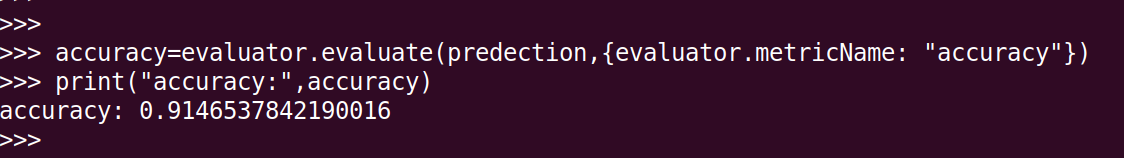 >>>
>>>
>>> accuracy=evaluator.evaluate(predection,{evaluator.metricName: "accuracy"})
>>> print("accuracy:",accuracy)
accuracy: 0.9146537842190016
>>>